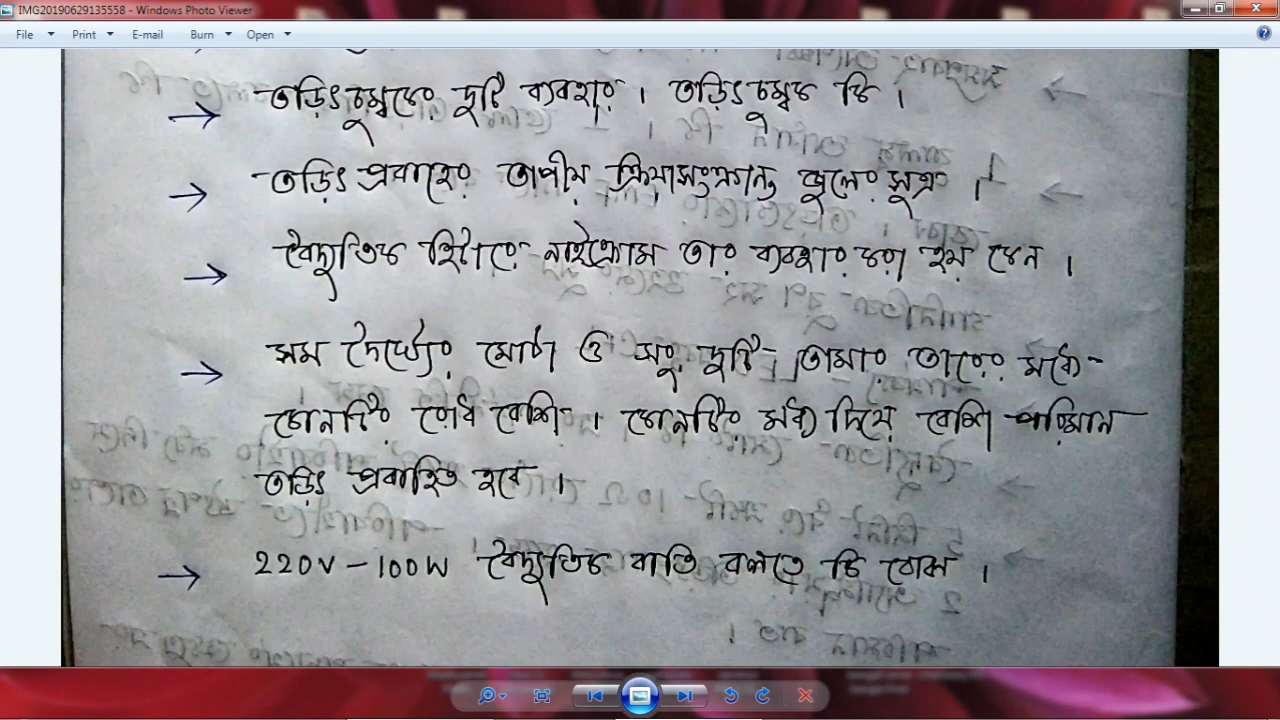 IMG20190629135558 - Windows Photo Viewer
File Print E-mail Burn Open
তড়িৎচুম্বকের দুটি ব্যবহার। তড়িৎচুম্বক কি।
তড়িৎ প্রবাহের তাপীয় ক্রিয়াসংক্রান্ত জুলের সূত্র।
বৈদ্যুতিক হিটারে নাইক্রোম তার ব্যবহার করা হয় কেন।
সম দৈর্ঘ্যের মোটা ও সরু দুটি তামার তারের মধ্যে
কোনটির রোধ বেশি। কোনটির মধ্য দিয়ে বেশি পরিমান
তড়িৎ প্রবাহিত হবে।
220V-100W বৈদ্যুতিক বাতি বলতে কি বোঝ।